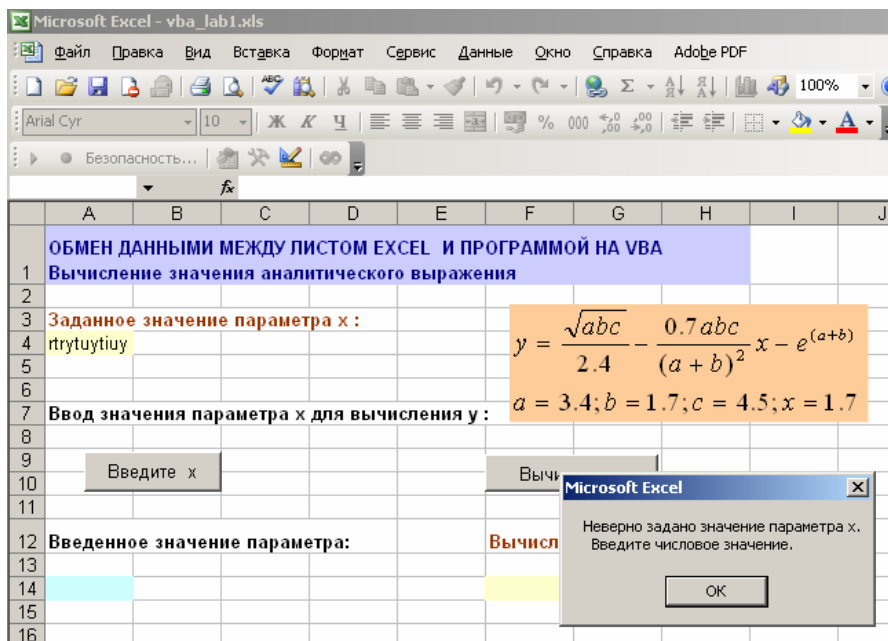 Microsoft Excel - vba_lab1.xls
Файл Правка Вид Вставка Формат Сервис Данные Окно Справка Adobe PDF
100%
Arial Cyr 10 Ж К Ч % 000
Безопасность...
fx
A B C D E F G H I J
1 ОБМЕН ДАННЫМИ МЕЖДУ ЛИСТОМ EXCEL И ПРОГРАММОЙ НА VBA
Вычисление значения аналитического выражения
2
3 Заданное значение параметра x :
4 rtrytuytiuy
y = √abc / 2.4 − 0.7abc / (a + b)² x − e^(a+b)
5
6
a = 3.4; b = 1.7; c = 4.5; x = 1.7
7 Ввод значения параметра x для вычисления y :
8
9
Введите x Вычи
10
Microsoft Excel
11
Неверно задано значение параметра x.
Введите числовое значение.
12 Введенное значение параметра: Вычисл
13
14
OK
15
16